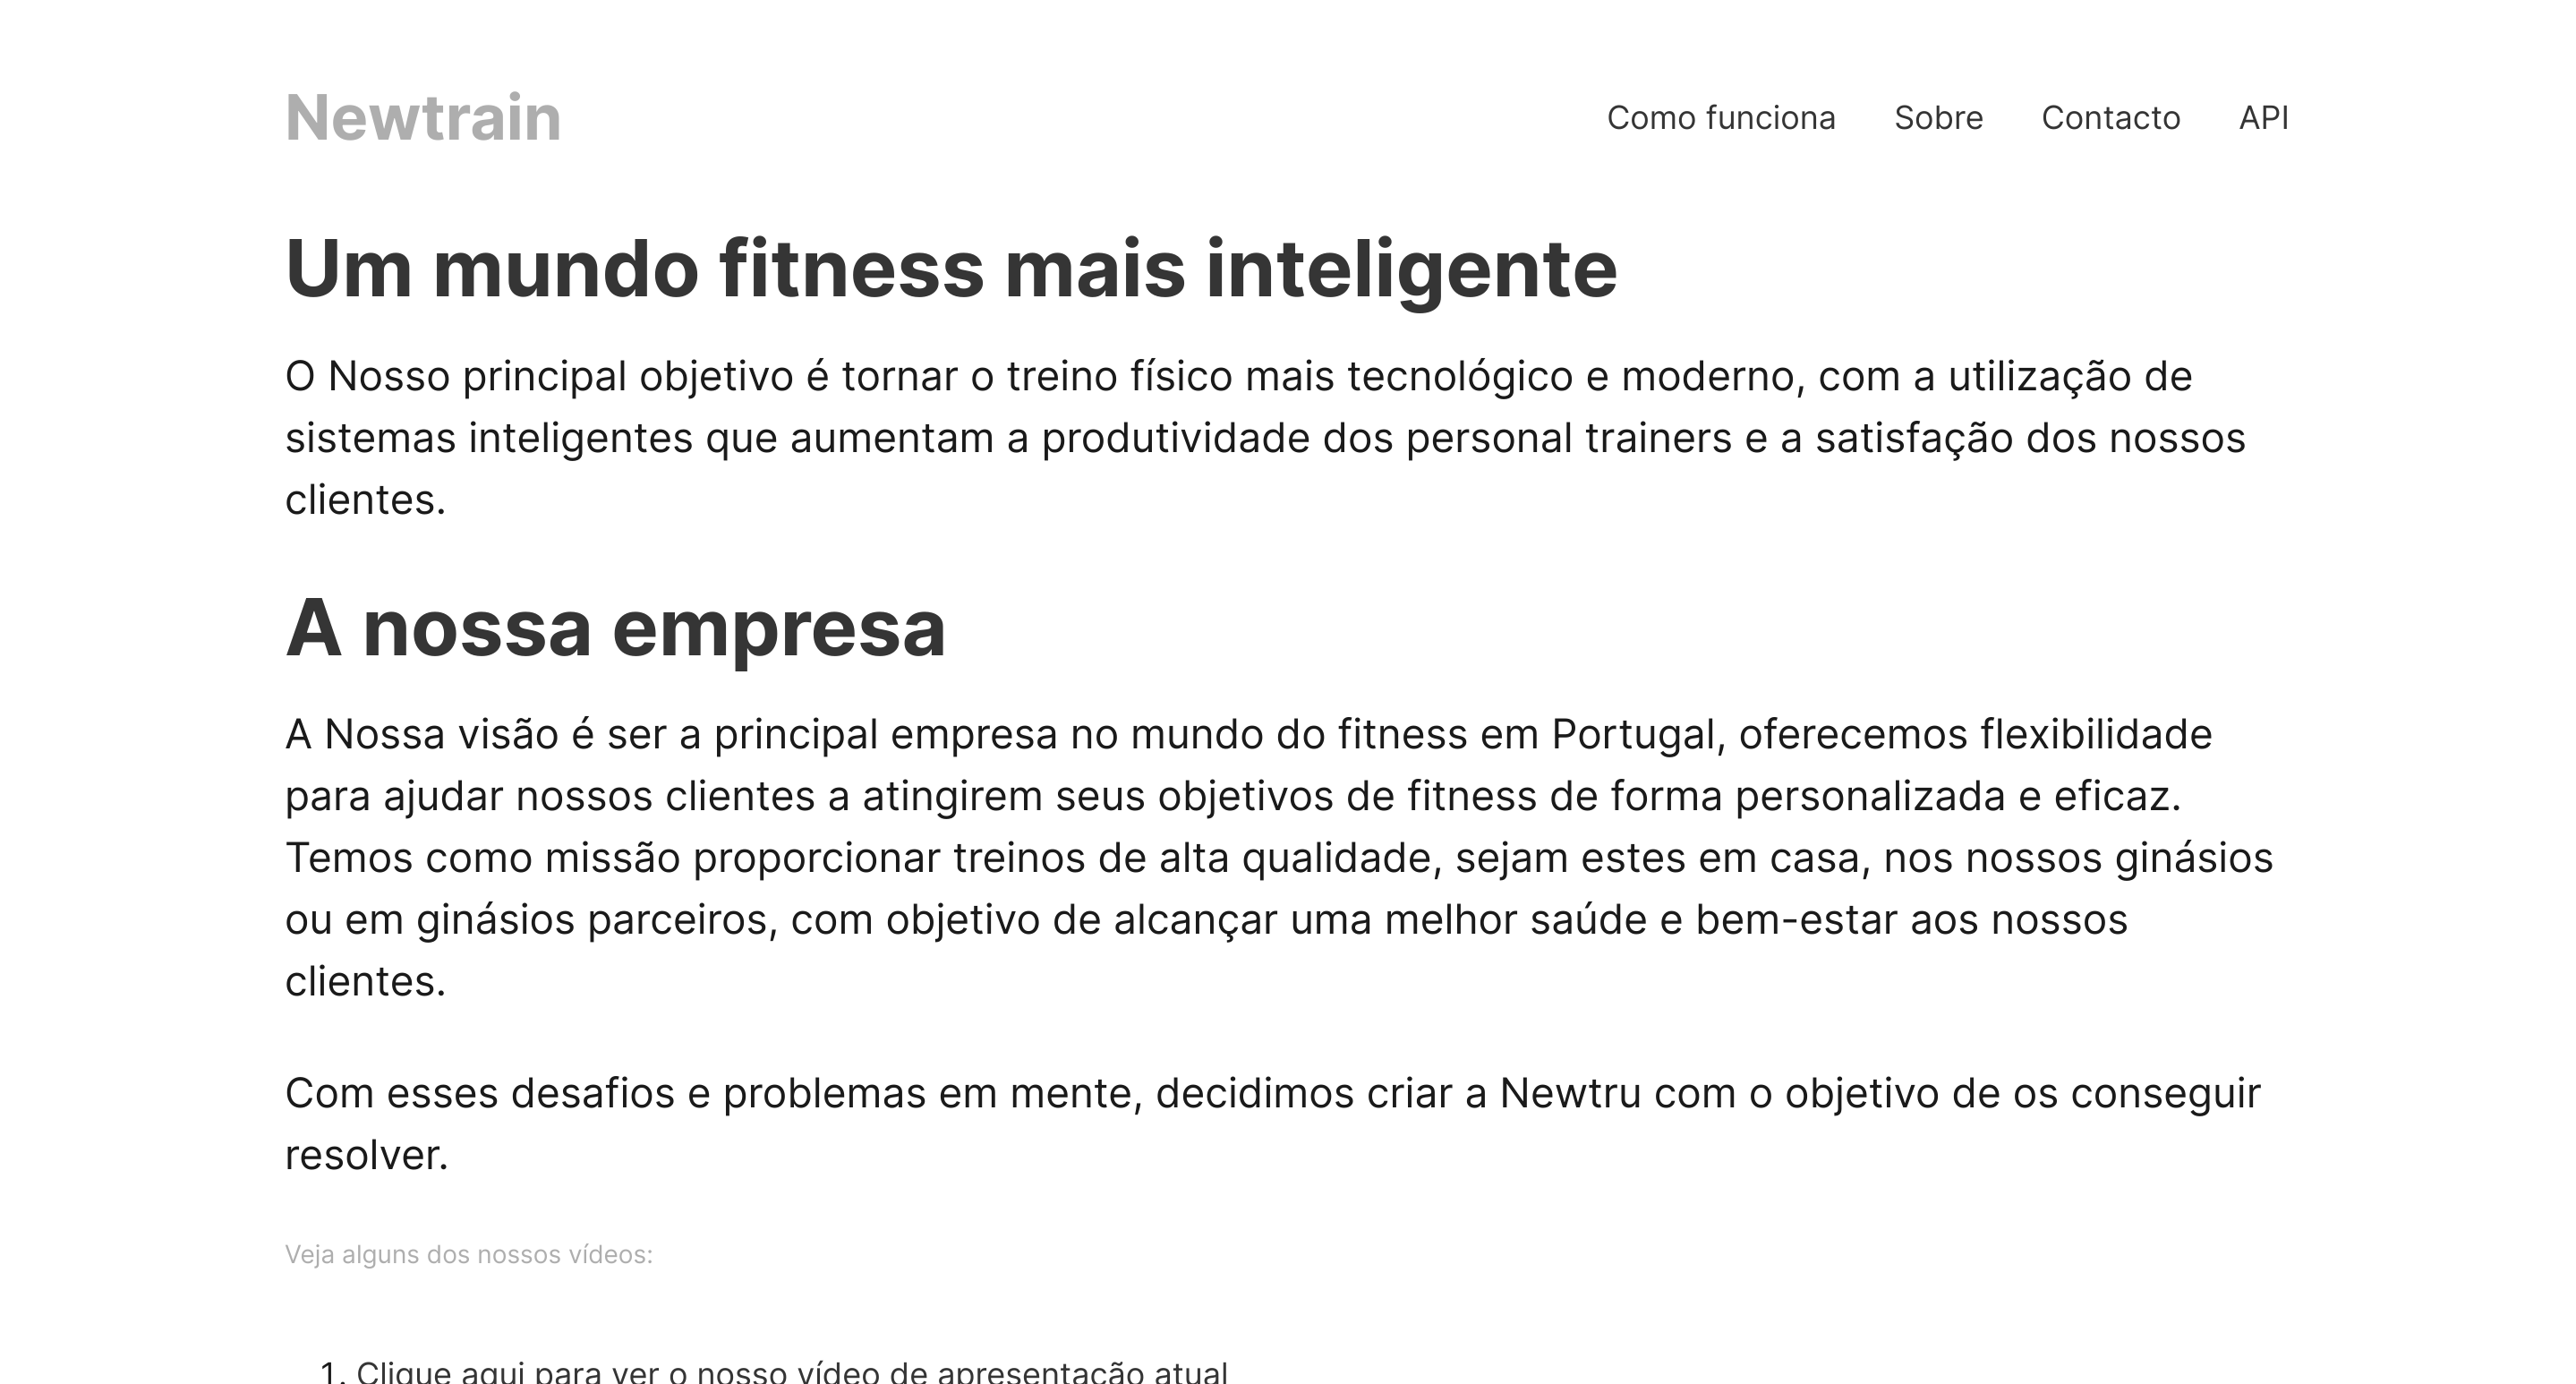 Newtrain
Como funciona Sobre Contacto API
Um mundo fitness mais inteligente
O Nosso principal objetivo é tornar o treino físico mais tecnológico e moderno, com a utilização de
sistemas inteligentes que aumentam a produtividade dos personal trainers e a satisfação dos nossos
clientes.
A nossa empresa
A Nossa visão é ser a principal empresa no mundo do fitness em Portugal, oferecemos flexibilidade
para ajudar nossos clientes a atingirem seus objetivos de fitness de forma personalizada e eficaz.
Temos como missão proporcionar treinos de alta qualidade, sejam estes em casa, nos nossos ginásios
ou em ginásios parceiros, com objetivo de alcançar uma melhor saúde e bem-estar aos nossos
clientes.
Com esses desafios e problemas em mente, decidimos criar a Newtru com o objetivo de os conseguir
resolver.
Veja alguns dos nossos vídeos:
1. Clique aqui para ver o nosso vídeo de apresentação atual